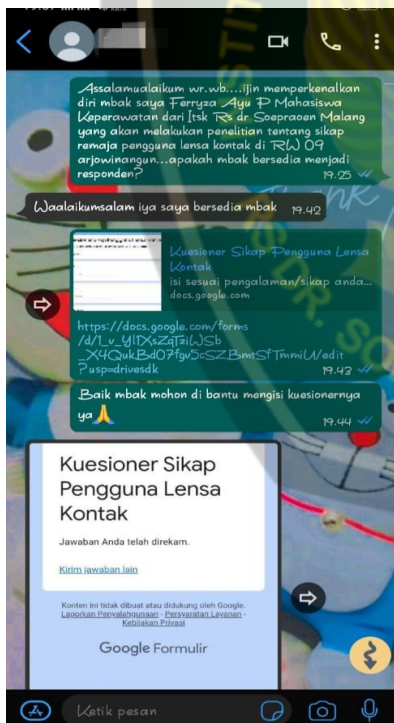 Assalamualaikum wr.wb....ijin memperkenalkan
diri mbak saya Ferryza Ayu P Mahasiswa
Keperawatan dari Itsk Rs dr Soepraoen Malang
yang akan melakukan penelitian tentang sikap
remaja pengguna lensa kontak di RW 09
arjowinangun...apakah mbak bersedia menjadi
responden?
19.25
Waalaikumsalam iya saya bersedia mbak 19.42
Kuesioner Sikap Pengguna Lensa
Kontak
isi sesuai pengalaman/sikap anda...
docs.google.com
https://docs.google.com/forms
?usp=drivesdk
19.43
Baik mbak mohon di bantu mengisi kuesionernya
ya🙏
19.44
Kuesioner Sikap
Pengguna Lensa
Kontak
Jawaban Anda telah direkam.
Kirim jawaban lain
Konten ini tidak dibuat atau didukung oleh Google.
Laporkan Penyalahgunaan - Persyaratan Layanan -
Kebijakan Privasi
Google Formulir
Ketik pesan